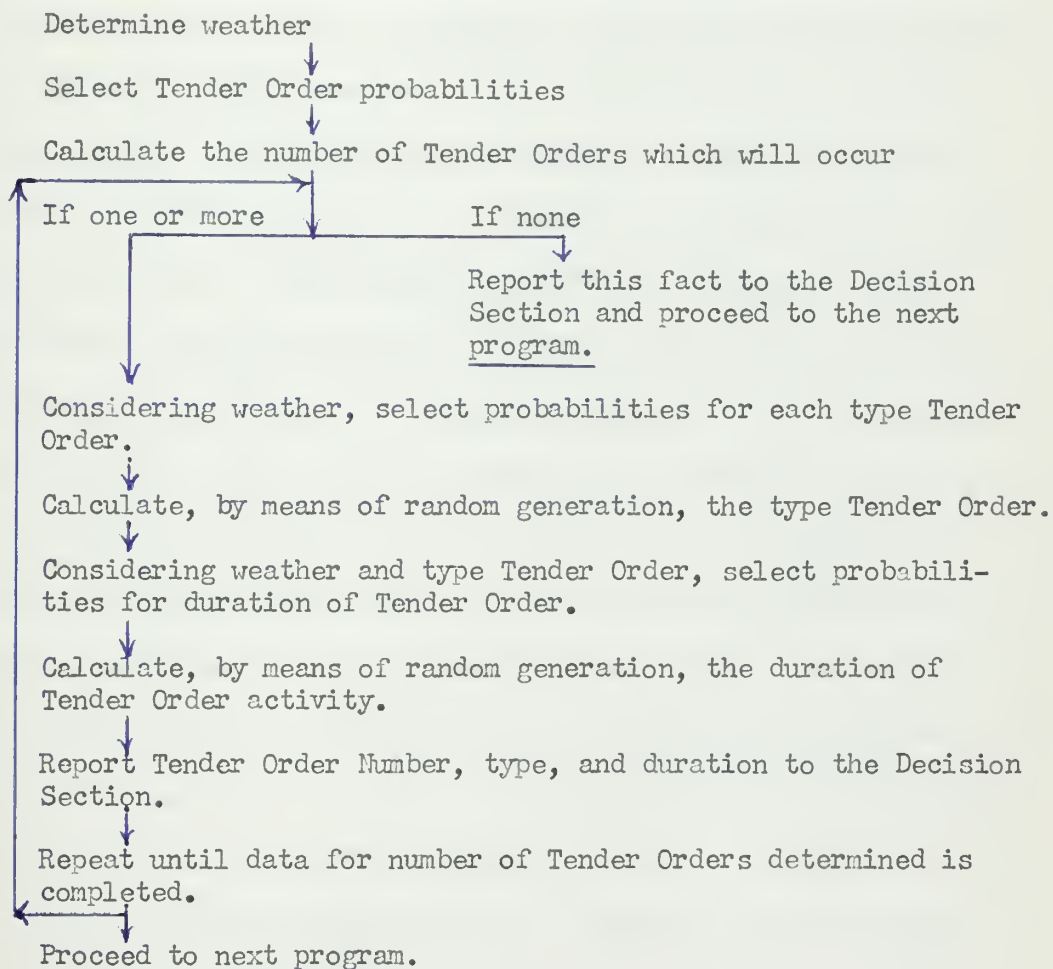 Determine weather
Select Tender Order probabilities
Calculate the number of Tender Orders which will occur
If one or more
If none
Report this fact to the Decision
Section and proceed to the next
program.
Considering weather, select probabilities for each type Tender
Order.
Calculate, by means of random generation, the type Tender Order.
Considering weather and type Tender Order, select probabili-
ties for duration of Tender Order.
Calculate, by means of random generation, the duration of
Tender Order activity.
Report Tender Order Number, type, and duration to the Decision
Section.
Repeat until data for number of Tender Orders determined is
completed.
Proceed to next program.